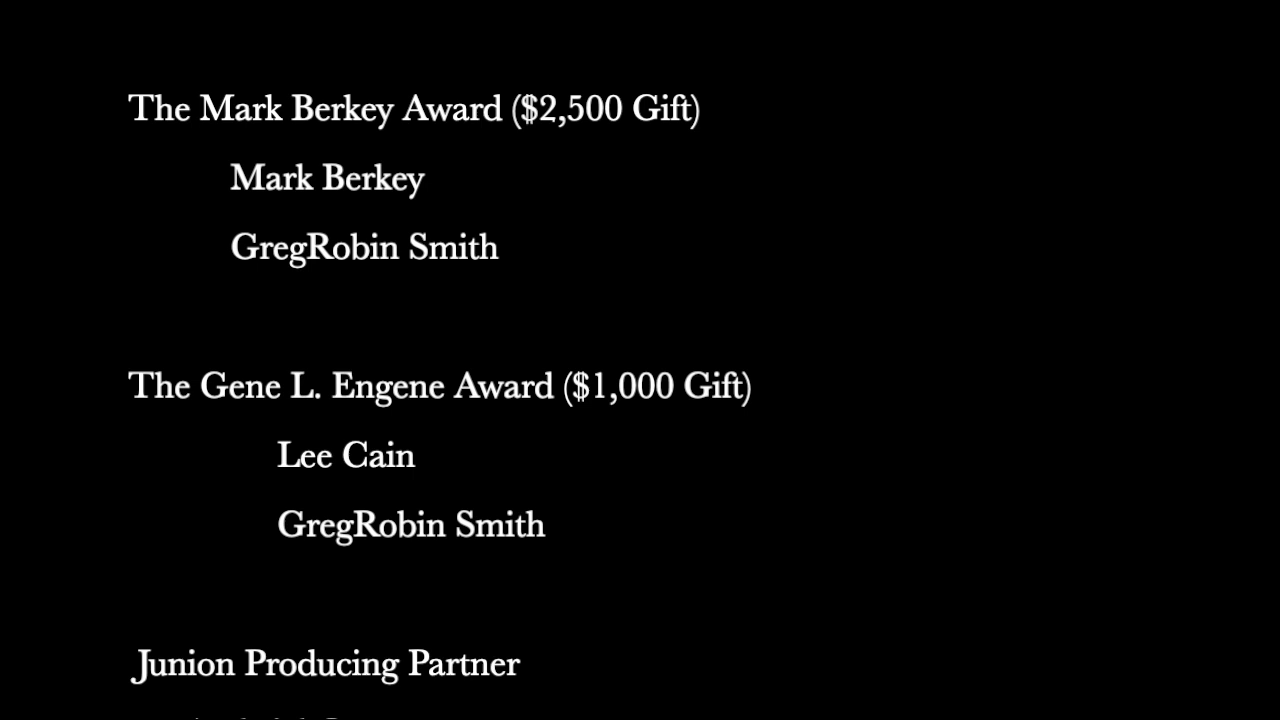 The Mark Berkey Award ($2,500 Gift)
Mark Berkey
GregRobin Smith
The Gene L. Engene Award ($1,000 Gift)
Lee Cain
GregRobin Smith
Junion Producing Partner